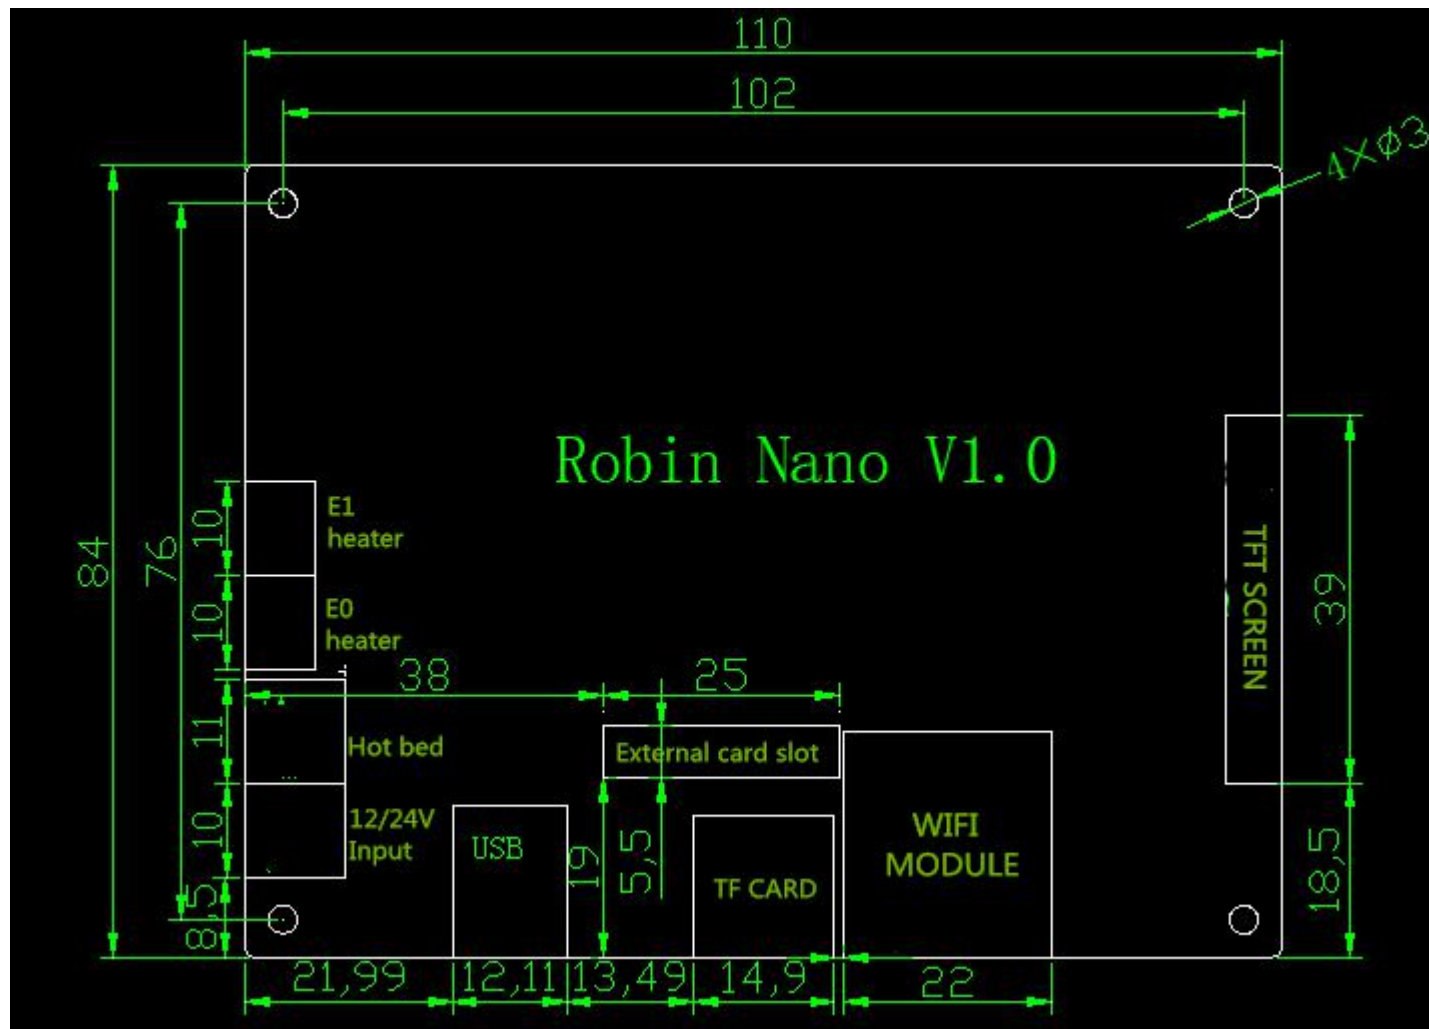 110
102
4×ø3
Robin Nano V1.0
E1
heater
10
84
76
TFT SCREEN
39
E0
heater
10
38
25
11
Hot bed
External card slot
12/24V
Input
10
USB
19
5,5
TF CARD
WIFI
MODULE
18,5
8,5
21,99
12,11
13,49
14,9
22